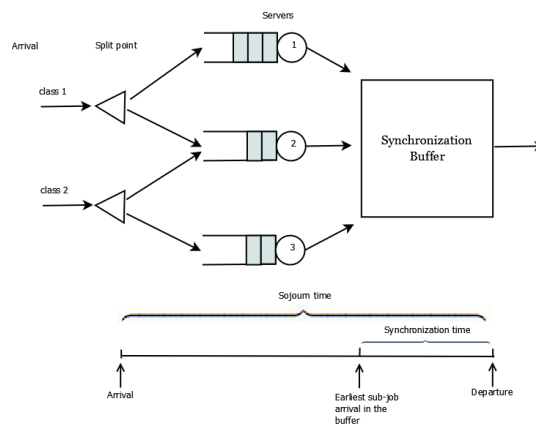 Servers
Arrival
Split point
class 1
class 2
1
2
3
Synchronization
Buffer
Sojourn time
Synchronization time
Arrival
Earliest sub-job
arrival in the
buffer
Departure